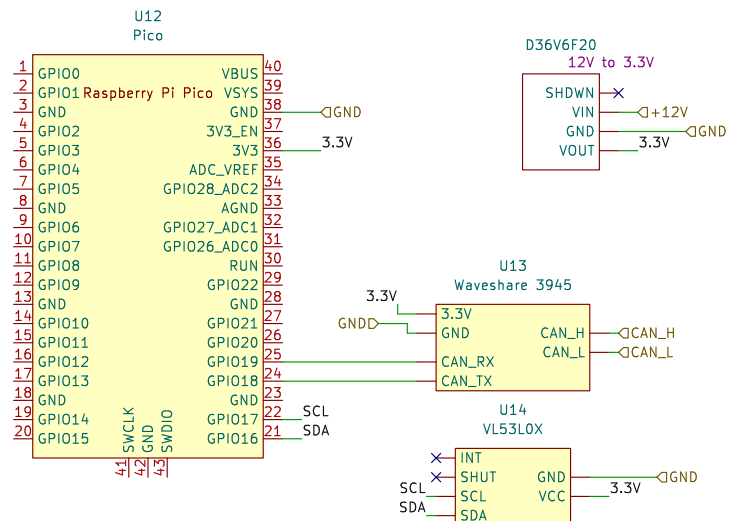 U12
Pico
1 GPIO0 VBUS 40
2 GPIO1 Raspberry Pi Pico VSYS 39
3 GND GND 38 GND
4 GPIO2 3V3_EN 37
5 GPIO3 3V3 36 3.3V
6 GPIO4 ADC_VREF 35
7 GPIO5 GPIO28_ADC2 34
8 GND AGND 33
9 GPIO6 GPIO27_ADC1 32
10 GPIO7 GPIO26_ADC0 31
11 GPIO8 RUN 30
12 GPIO9 GPIO22 29
13 GND GND 28
14 GPIO10 GPIO21 27
15 GPIO11 GPIO20 26
16 GPIO12 GPIO19 25
17 GPIO13 GPIO18 24
18 GND GND 23
19 GPIO14 GPIO17 22 SCL
20 GPIO15 GPIO16 21 SDA
SWCLK GND SWDIO
41 42 43
D36V6F20
12V to 3.3V
SHDWN
VIN +12V
GND GND
VOUT 3.3V
U13
Waveshare 3945
3.3V 3.3V
GND GND CAN_H CAN_H
CAN_L CAN_L
CAN_RX
CAN_TX
U14
VL53L0X
INT
SHUT GND GND
SCL SCL VCC 3.3V
SDA SDA